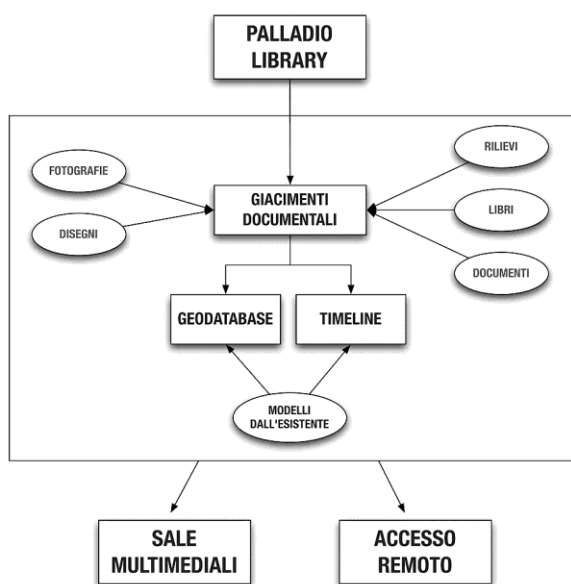 PALLADIO
LIBRARY
FOTOGRAFIE
DISEGNI
GIACIMENTI
DOCUMENTALI
RILIEVI
LIBRI
DOCUMENTI
GEODATABASE
TIMELINE
MODELLI
DALL'ESISTENTE
SALE
MULTIMEDIALI
ACCESSO
REMOTO